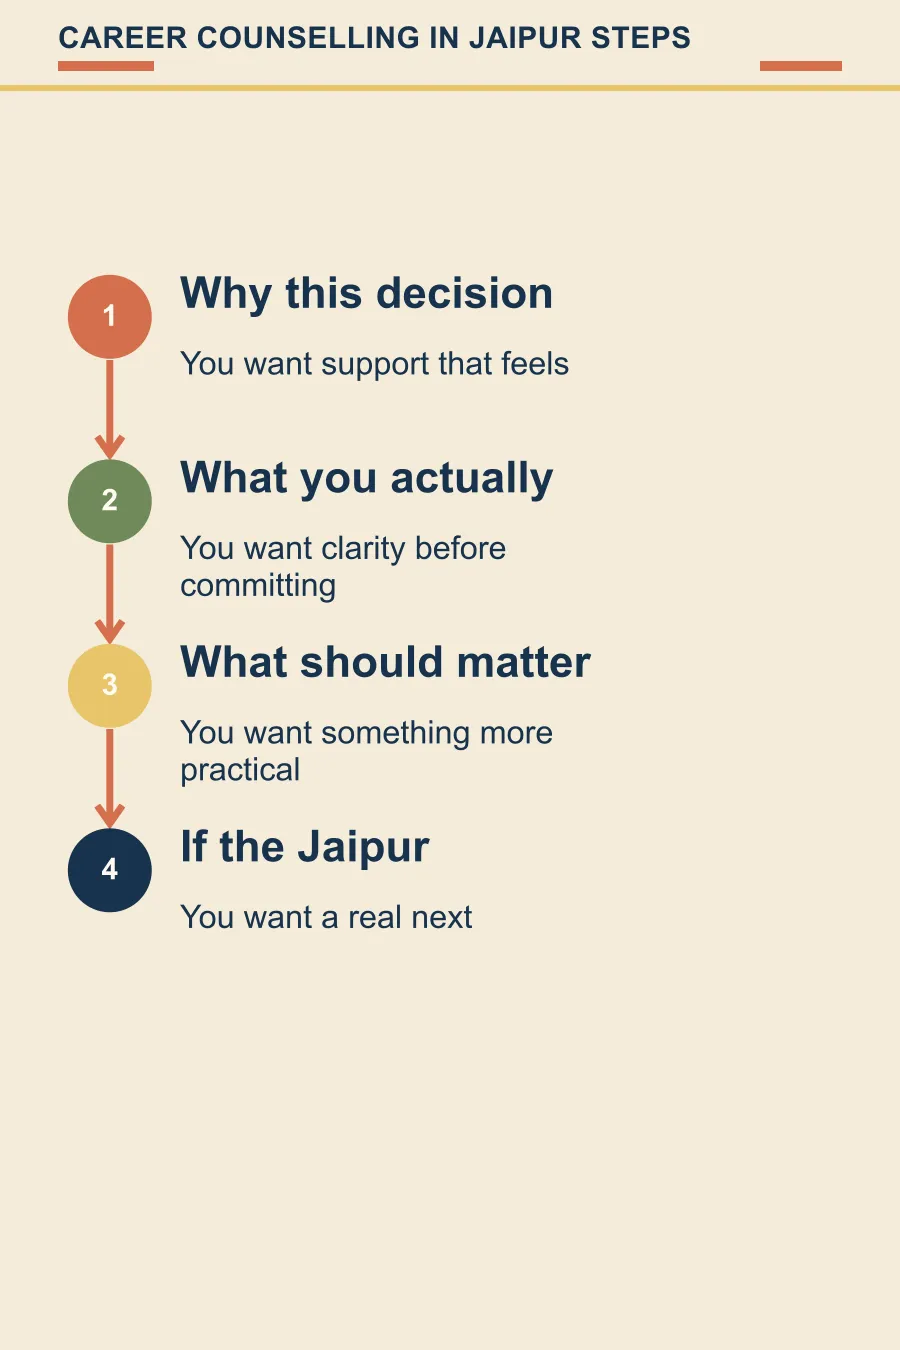 CAREER COUNSELLING IN JAIPUR STEPS
1
Why this decision
You want support that feels
2
What you actually
You want clarity before
committing
3
What should matter
You want something more
practical
4
If the Jaipur
You want a real next